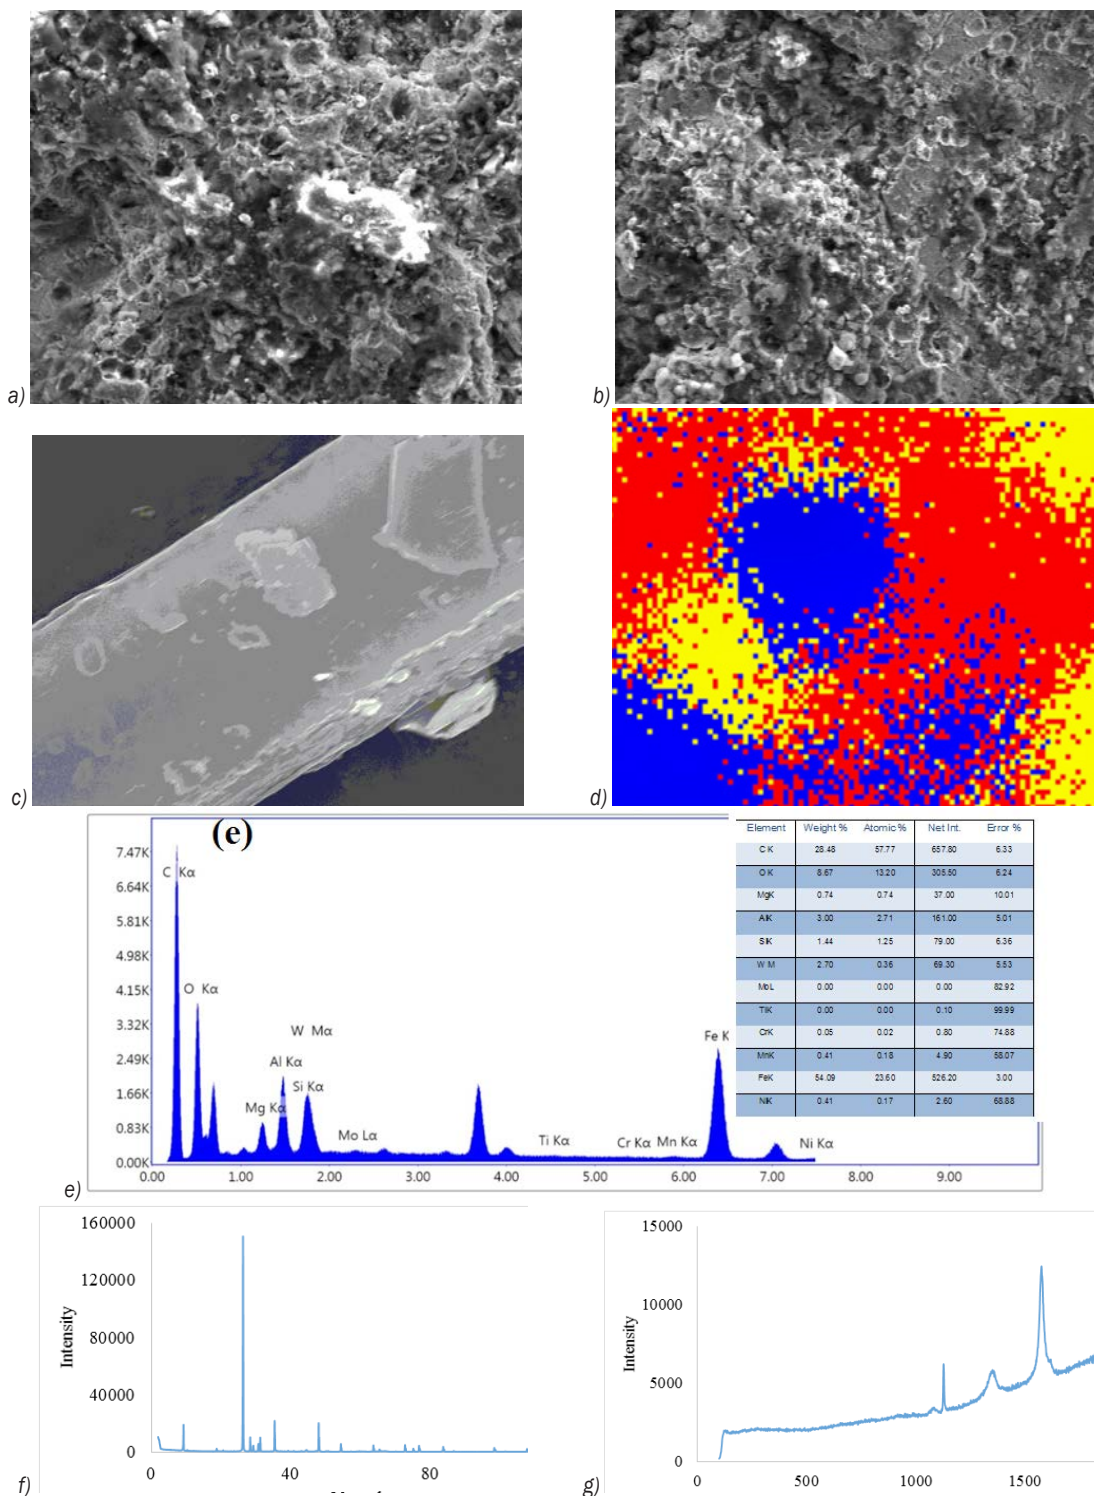 a)
b)
c)
d)
(e)
7.47K
6.64K
5.81K
4.98K
4.15K
3.32K
2.49K
1.66K
0.83K
0.00K
C Kα
O Kα
Mg Kα
Al Kα
W Mα
Si Kα
Mo Lα
Ti Kα
Cr Kα Mn Kα
Fe K
Ni Kα
0.00 1.00 2.00 3.00 4.00 5.00 6.00 7.00 8.00 9.00
Element Weight % Atomic % Net Int. Error %
C K 28.48 57.77 657.80 6.33
O K 8.67 13.20 305.50 6.24
MgK 0.74 0.74 37.00 10.01
AlK 3.00 2.71 161.00 5.01
SiK 1.44 1.25 79.00 6.36
W M 2.70 0.36 69.30 5.53
MoL 0.00 0.00 0.00 82.92
TiK 0.00 0.00 0.10 99.99
CrK 0.05 0.02 0.80 74.88
MnK 0.41 0.18 4.90 58.07
FeK 54.09 23.60 526.20 3.00
NiK 0.41 0.17 2.60 68.88
e)
160000
120000
80000
40000
0
Intensity
0 40 80
f)
15000
10000
5000
0
Intensity
0 500 1000 1500
g)